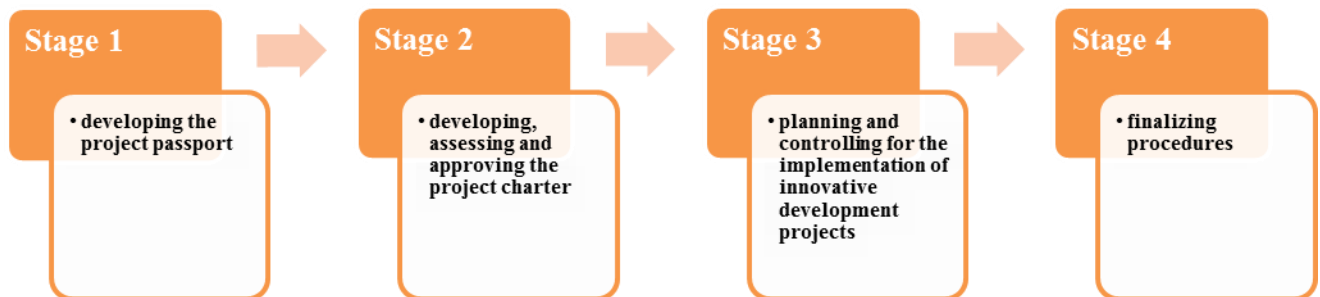 Stage 1
• developing the
project passport
Stage 2
• developing,
assessing and
approving the
project charter
Stage 3
• planning and
controlling for the
implementation of
innovative
development
projects
Stage 4
• finalizing
procedures